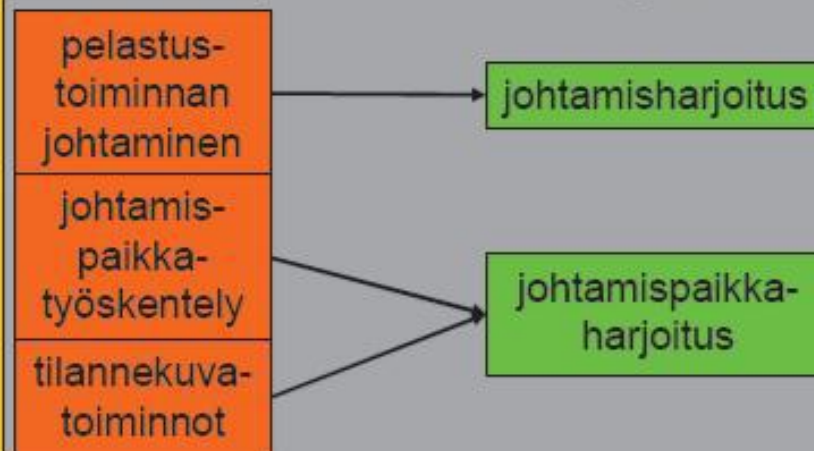 pelastus-
toiminnan
johtaminen
johtamisharjoitus
johtamis-
paikka-
työskentely
johtamispaikka-
harjoitus
tilannekuva-
toiminnot